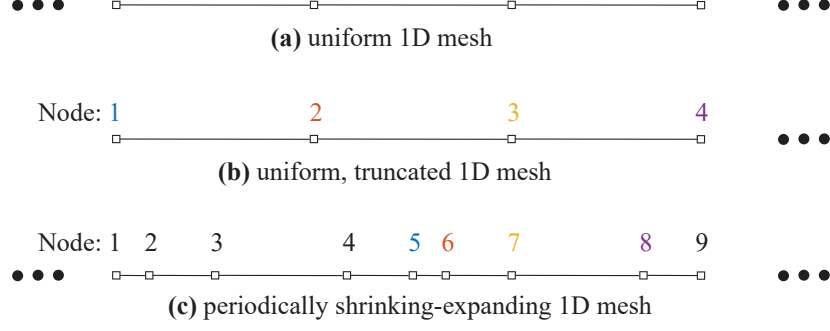 (a) uniform 1D mesh
Node: 1 2 3 4
(b) uniform, truncated 1D mesh
Node: 1 2 3 4 5 6 7 8 9
(c) periodically shrinking-expanding 1D mesh